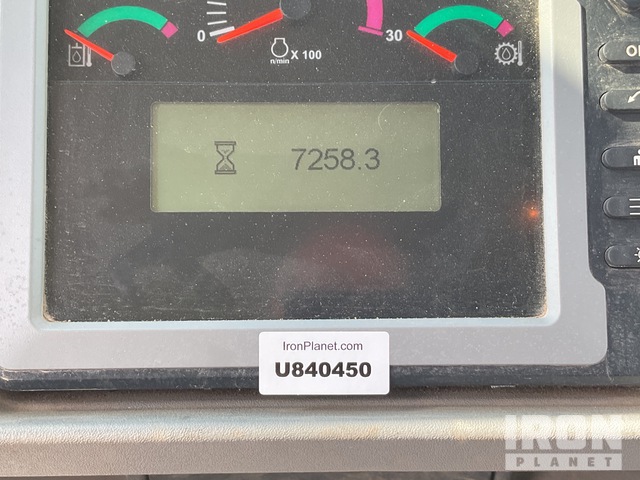 0
X 100
n/min
30
7258.3
IronPlanet.com
U840450
IRON
PLANET